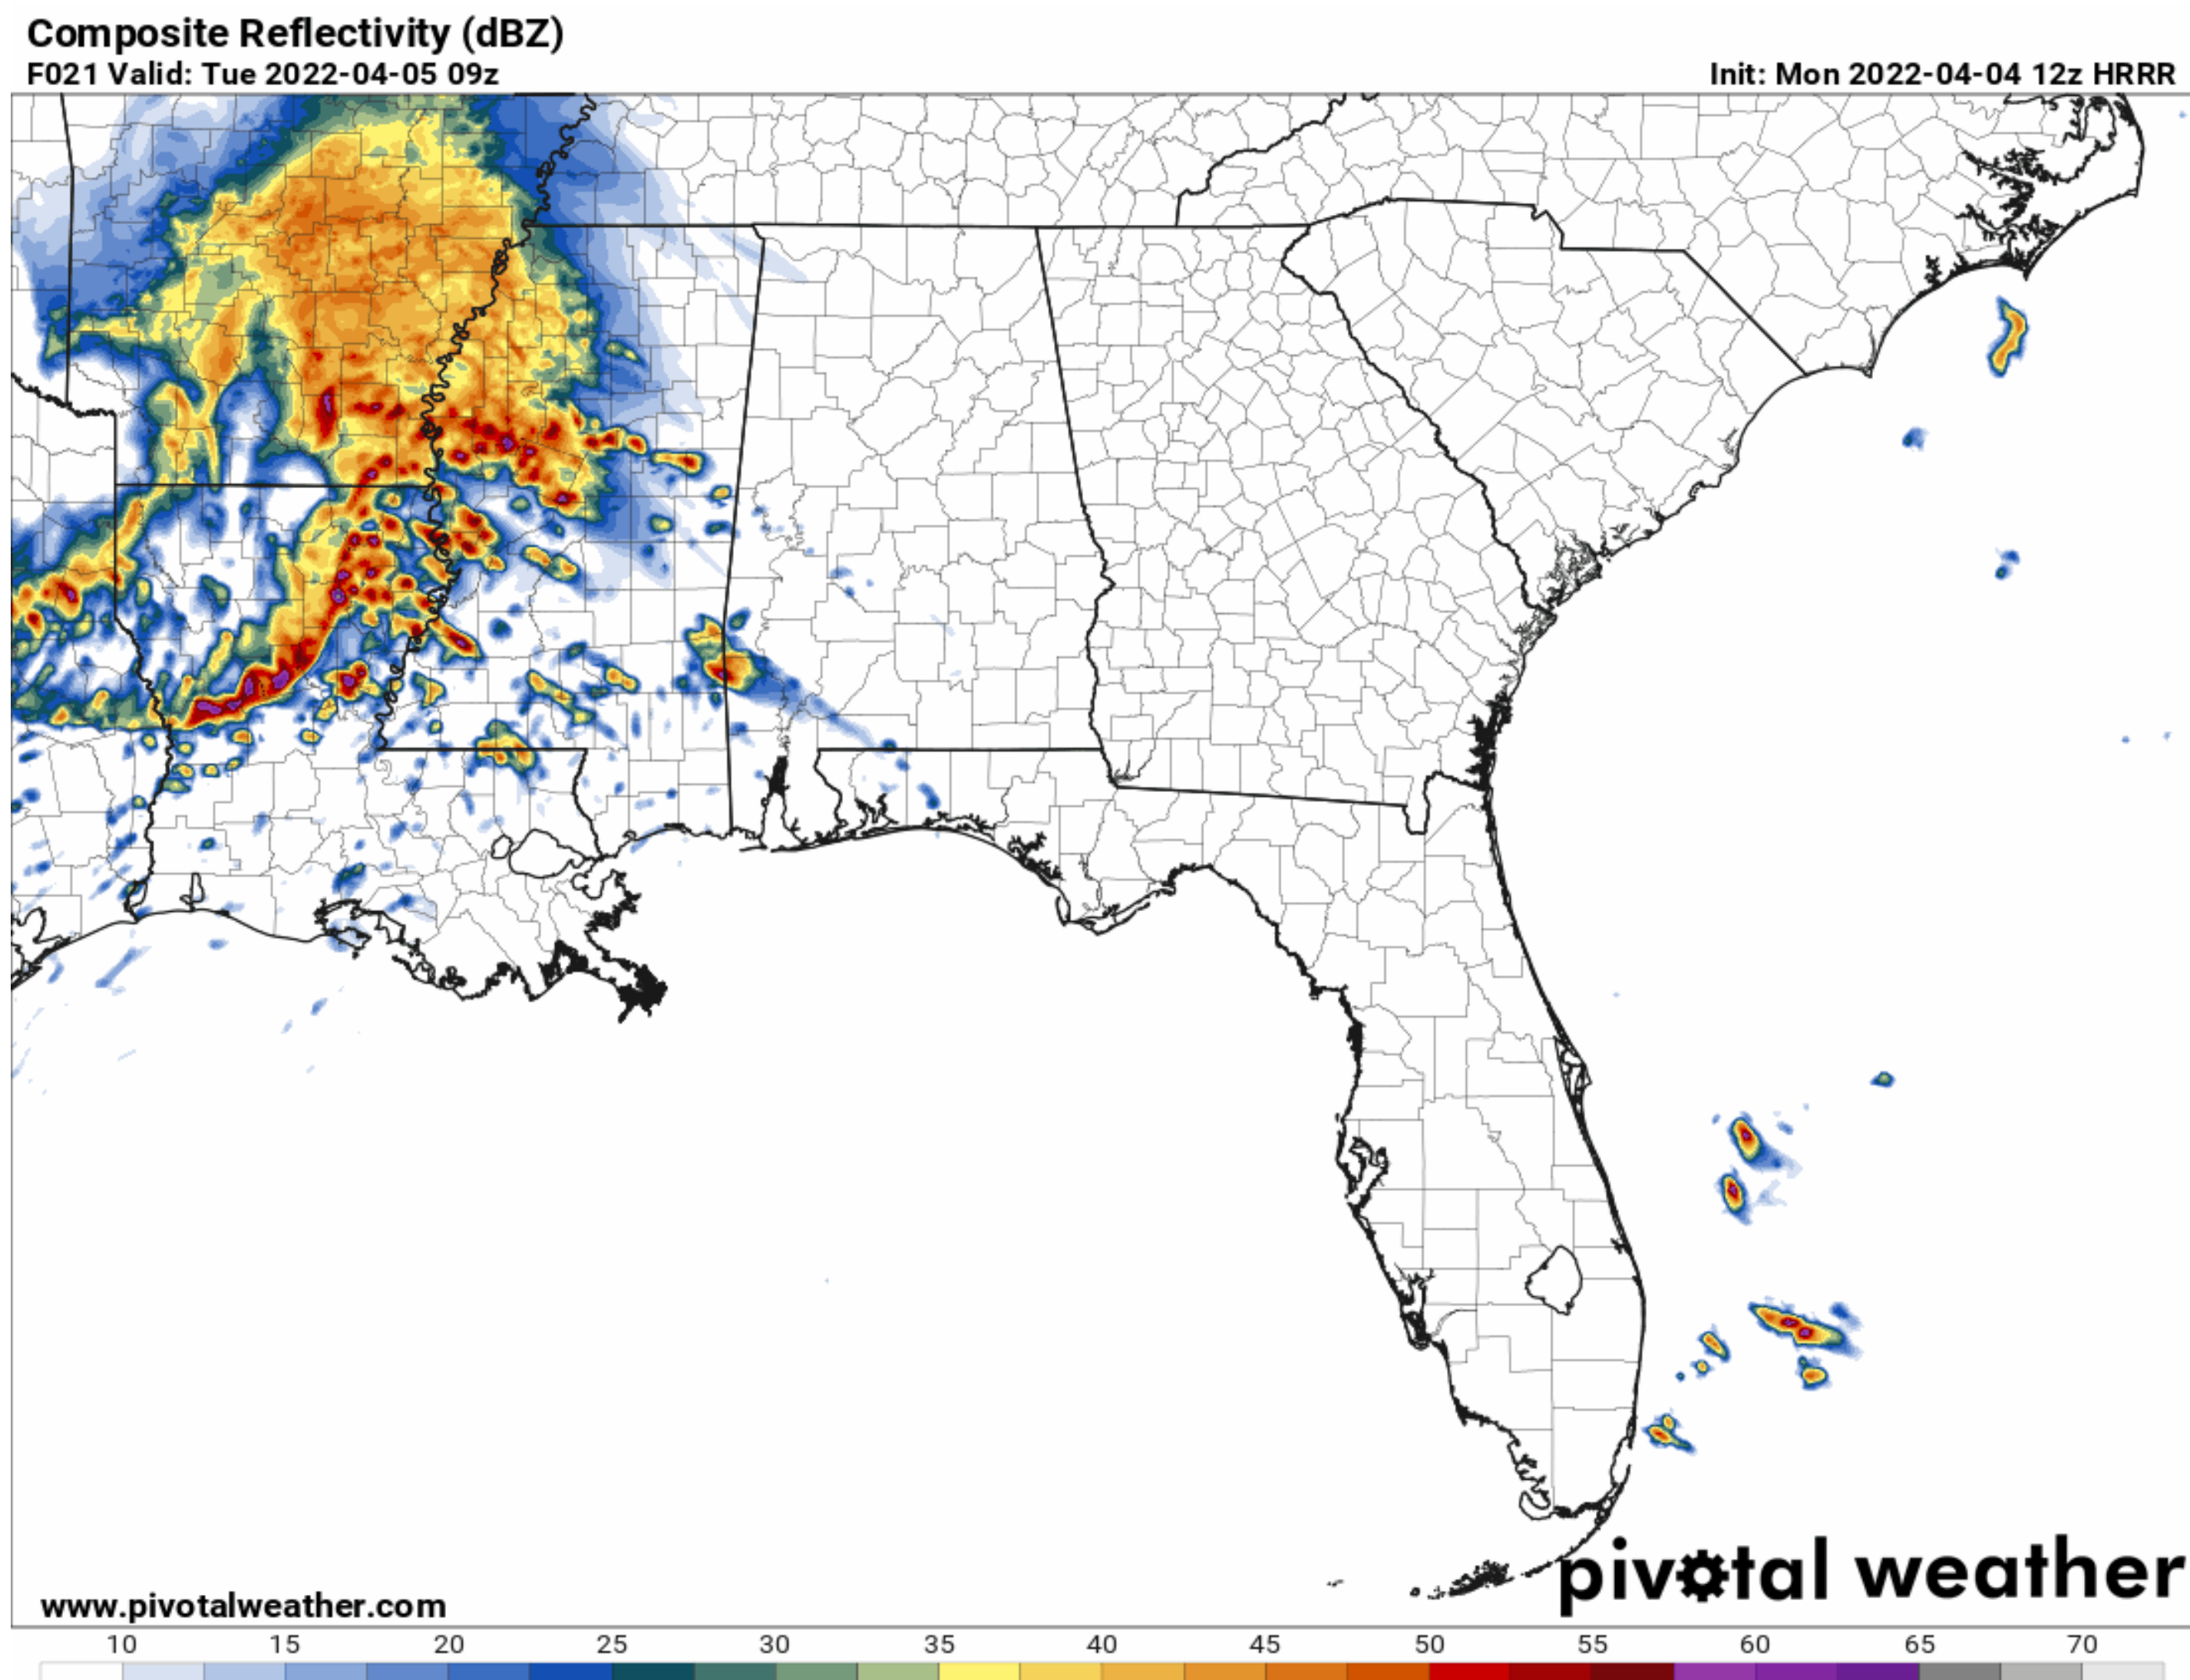 Composite Reflectivity (dBZ)
F021 Valid: Tue 2022-04-05 09z
Init: Mon 2022-04-04 12z HRRR
pivotal weather
www.pivotalweather.com
10 15 20 25 30 35 40 45 50 55 60 65 70